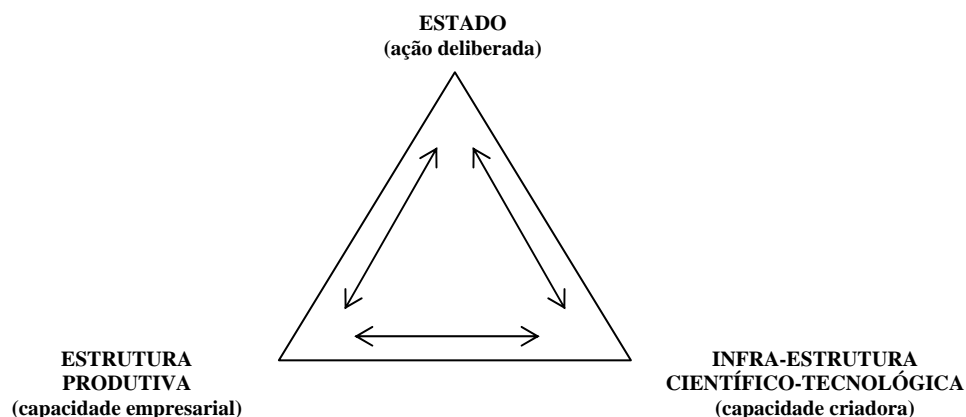 ESTADO
(ação deliberada)
ESTRUTURA
PRODUTIVA
(capacidade empresarial)
INFRA-ESTRUTURA
CIENTÍFICO-TECNOLÓGICA
(capacidade criadora)